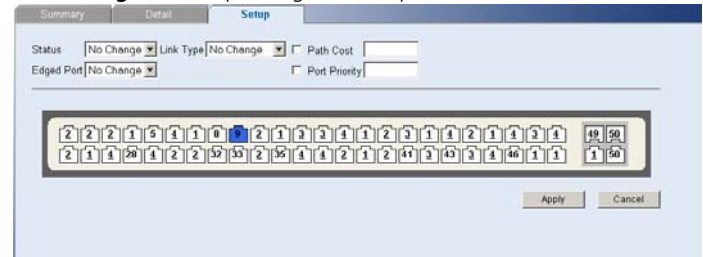 Summary Detail Setup
Status No Change Link Type No Change Path Cost
Edged Port No Change Port Priority
2 2 2 1 5 4 1 8 9 2 1 3 3 4 1 2 3 1 4 2 1 4 3 4 49 50
2 1 4 28 4 2 2 32 33 2 35 4 4 2 1 2 41 3 43 3 4 46 1 1 1 50
Apply Cancel